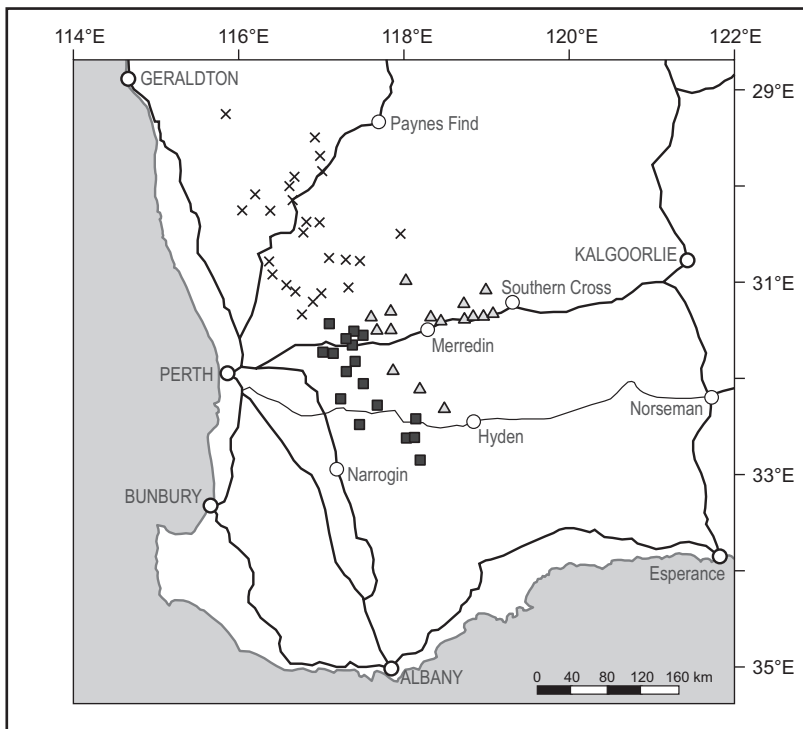 114°E 116°E 118°E 120°E 122°E
GERALDTON
29°E
Paynes Find
KALGOORLIE
31°E
Southern Cross
Merredin
PERTH
Norseman
Hyden
Narrogin
33°E
BUNBURY
Esperance
ALBANY
35°E
0 40 80 120 160 km